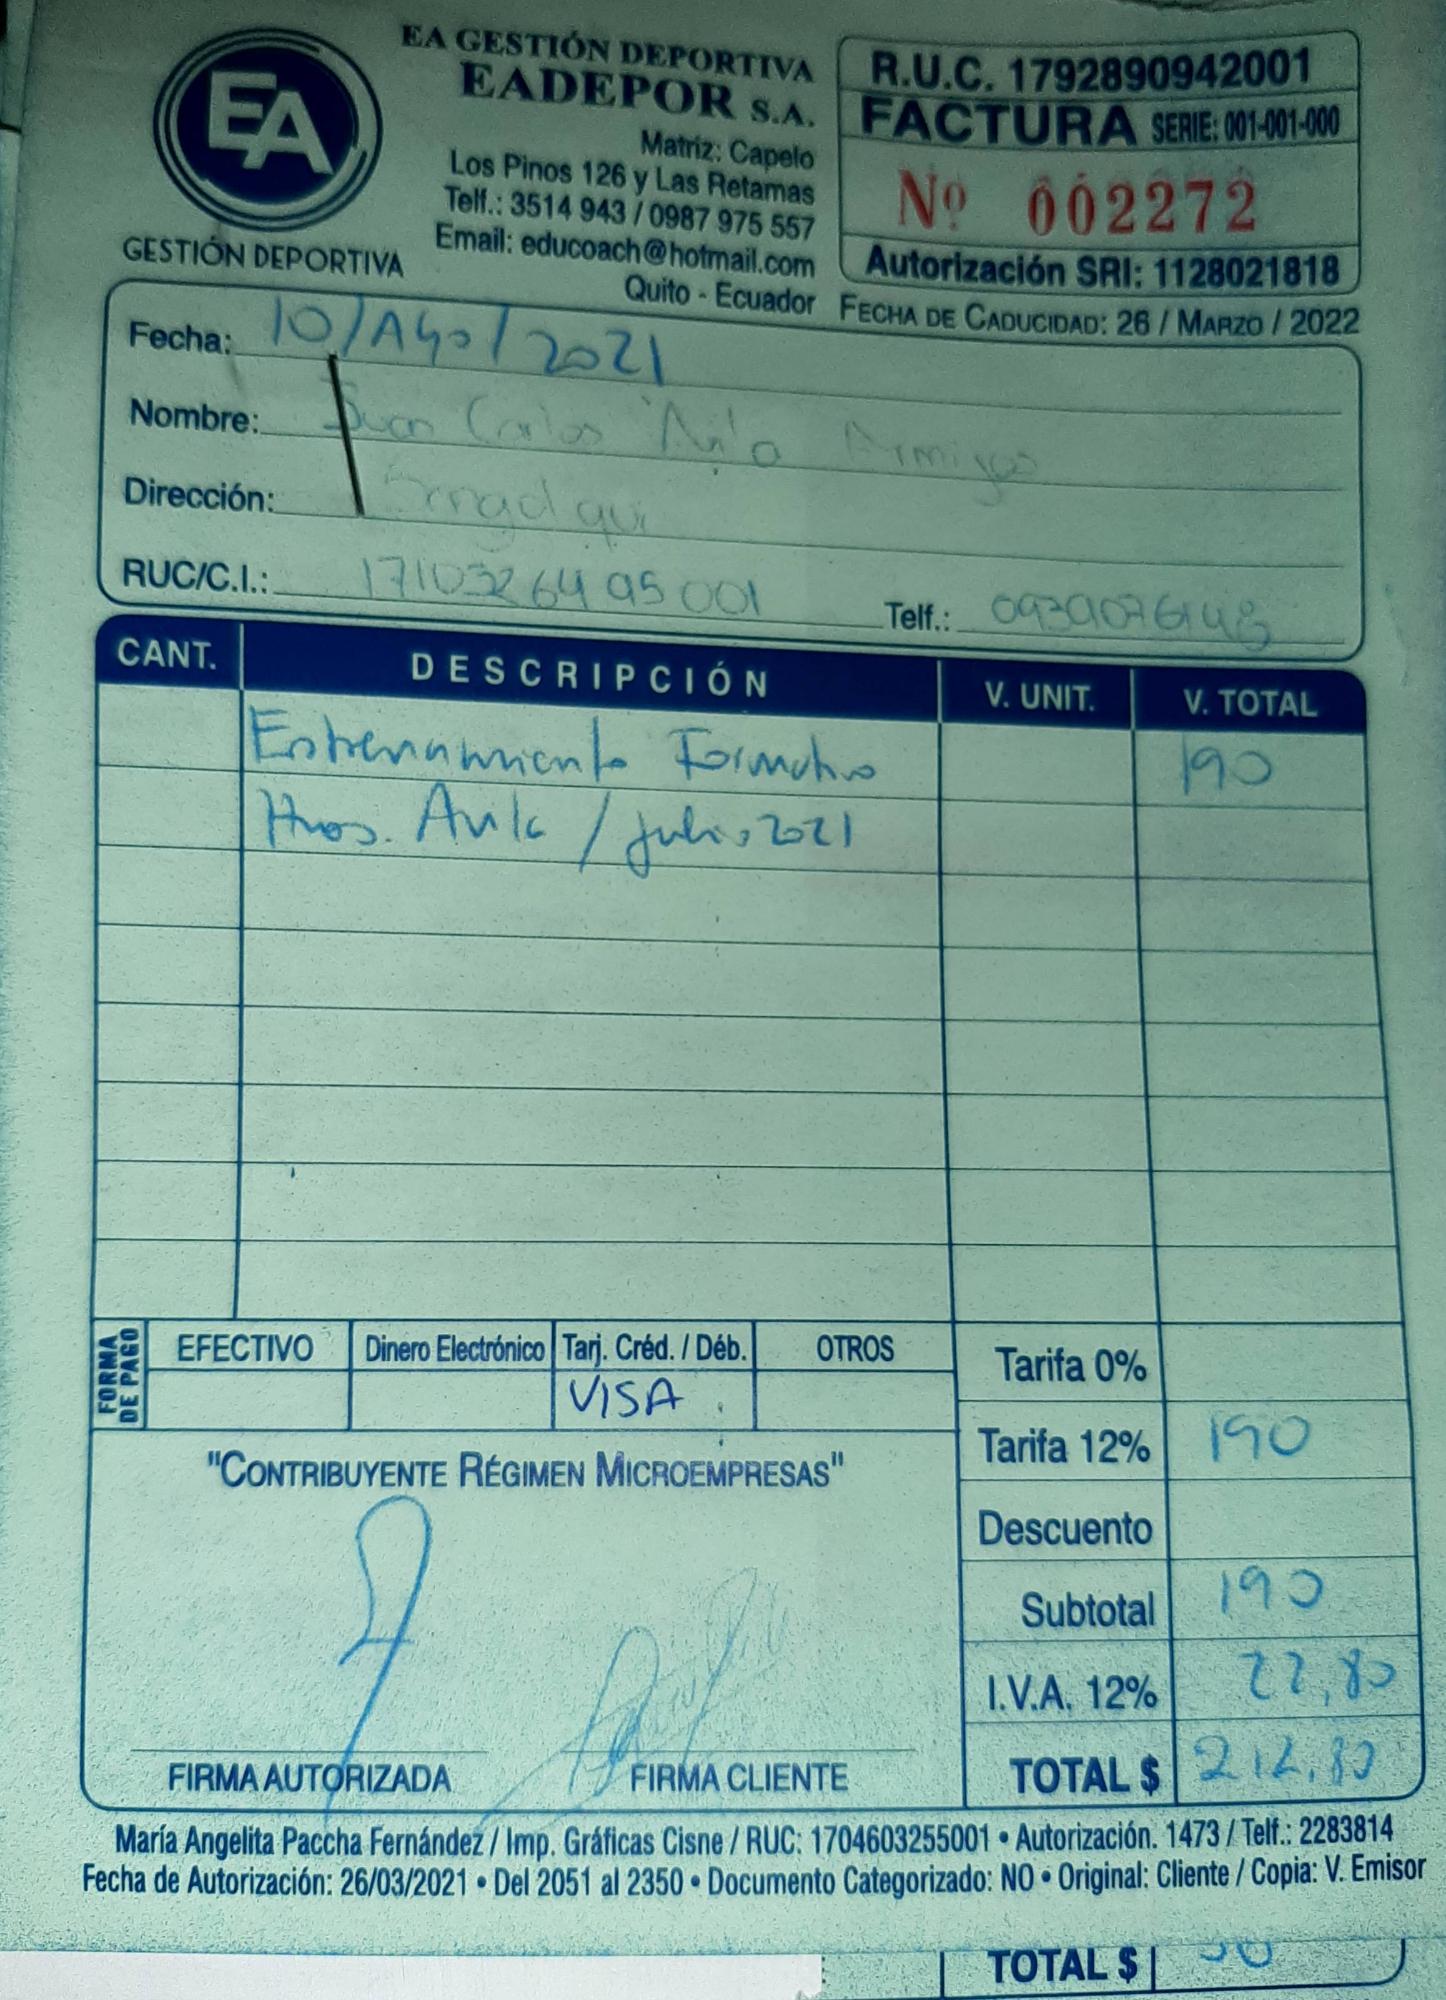 EA
GESTIÓN DEPORTIVA
EA GESTIÓN DEPORTIVA
EADEPOR S.A.
Matriz: Capelo
Los Pinos 126 y Las Retamas
Telf.: 3514 943 / 0987 975 557
Email: educoach@hotmail.com
Quito - Ecuador
R.U.C. 1792890942001
FACTURA SERIE: 001-001-000
Nº 002272
Autorización SRI: 1128021818
FECHA DE CADUCIDAD: 26 / MARZO / 2022
Fecha: 10/Ago/2021
Nombre: Juan Carlos Avila
Dirección:
RUC/C.I.: 1710326495001 Telf.:
CANT. DESCRIPCIÓN V. UNIT. V. TOTAL
Entrenamiento Formativo 190
Hnos. Avila / julio 2021
FORMA DE PAGO
EFECTIVO Dinero Electrónico Tarj. Créd. / Déb. OTROS
VISA
Tarifa 0%
Tarifa 12% 190
Descuento
Subtotal 190
I.V.A. 12% 22,80
TOTAL $ 212,80
"CONTRIBUYENTE RÉGIMEN MICROEMPRESAS"
FIRMA AUTORIZADA FIRMA CLIENTE
María Angelita Paccha Fernández / Imp. Gráficas Cisne / RUC: 1704603255001 • Autorización. 1473 / Telf.: 2283814
Fecha de Autorización: 26/03/2021 • Del 2051 al 2350 • Documento Categorizado: NO • Original: Cliente / Copia: V. Emisor
TOTAL $